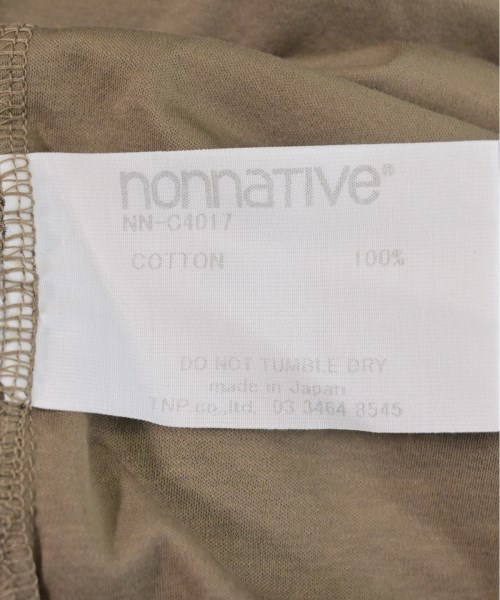 nonnative®
NN-C4017
COTTON 100%
DO NOT TUMBLE DRY
made in Japan
TNP.co.,ltd. 03 3464 8545